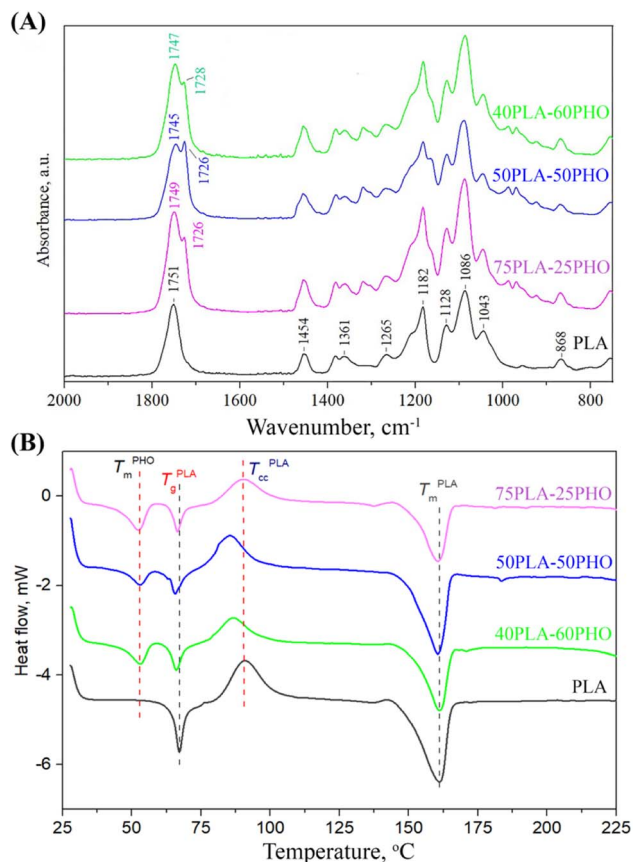 (A)
1747
1728
40PLA-60PHO
1745
1726
50PLA-50PHO
1749
1726
75PLA-25PHO
1751
1454
1361
1265
1182
1128
1086
1043
868
PLA
Absorbance, a.u.
2000 1800 1600 1400 1200 1000 800
Wavenumber, cm⁻¹
(B)
Tm PHO
Tg PLA
Tcc PLA
Tm PLA
75PLA-25PHO
50PLA-50PHO
40PLA-60PHO
PLA
0
-2
-4
-6
Heat flow, mW
25 50 75 100 125 150 175 200 225
Temperature, °C